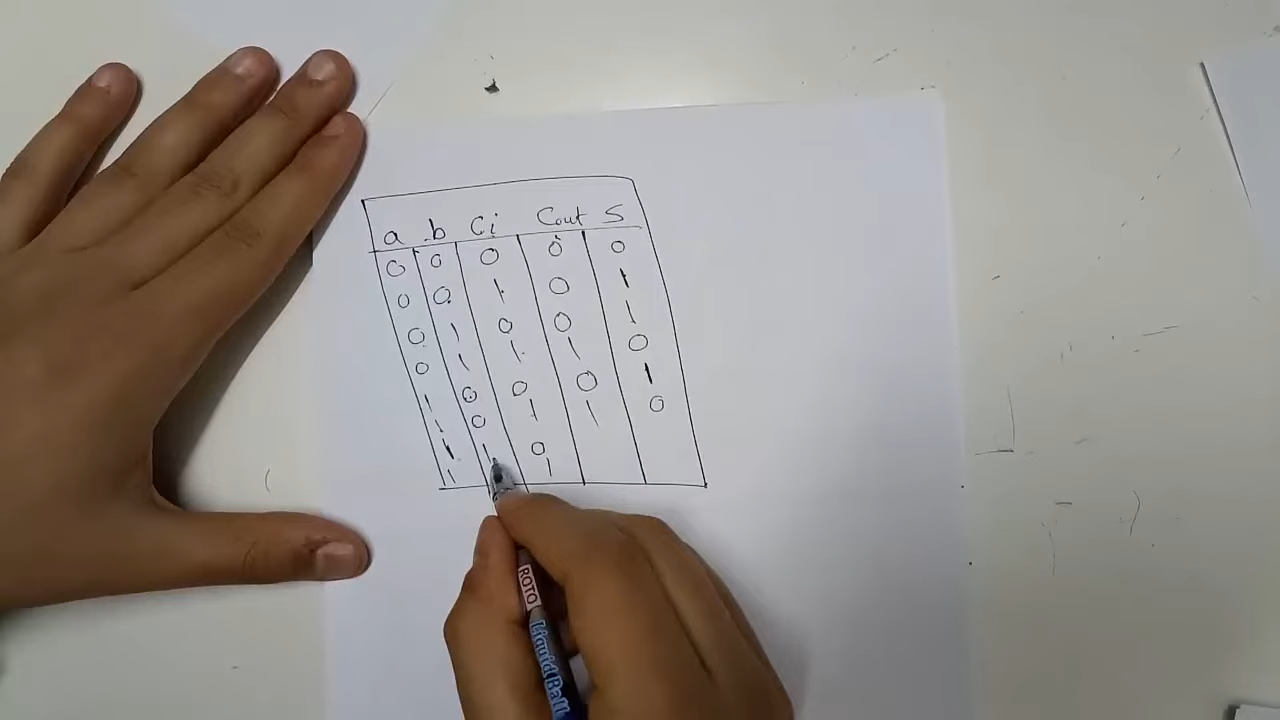 a b Ci Cout S
0 0 0 0 0
0 0 1 0 1
0 1 0 0 1
0 1 1 1 0
1 0 0 0 1
1 0 1 1 0
1 1 0
1 1
ROTO
Liquid Ball